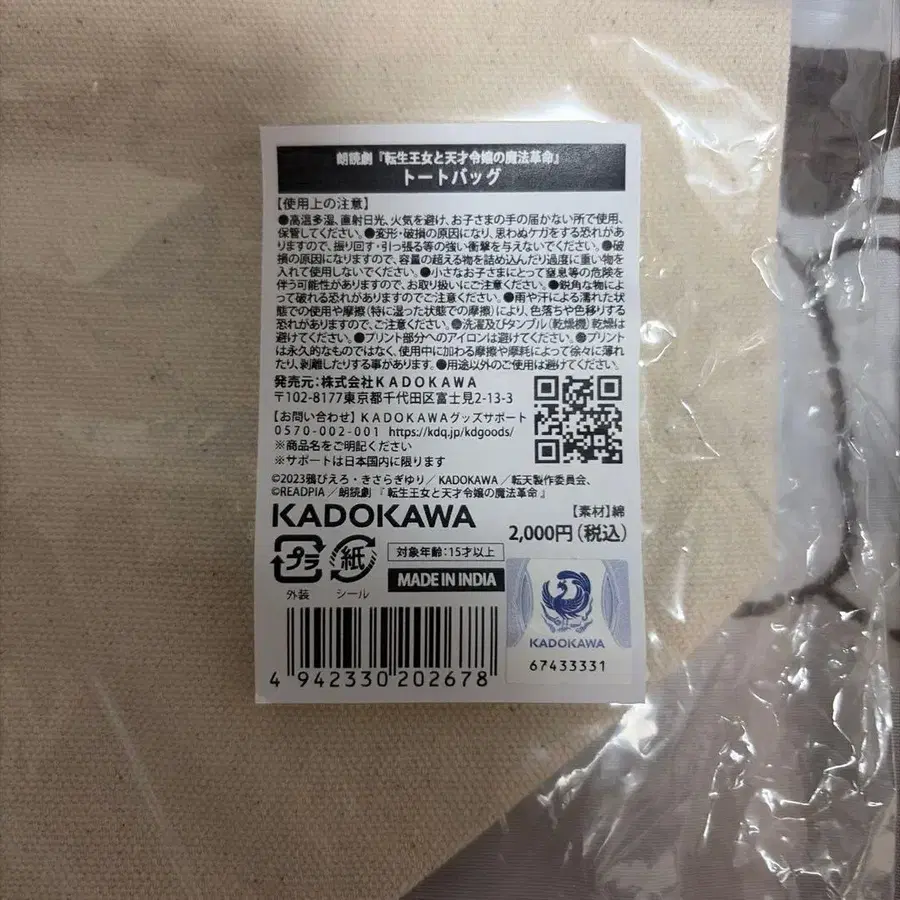 朗読劇『転生王女と天才令嬢の魔法革命』
トートバッグ
【使用上の注意】
●高温多湿、直射日光、火気を避け、お子さまの手の届かない所で使用、
保管してください。●変形・破損の原因になり、思わぬケガをする恐れがあ
りますので、振り回す・引っ張る等の強い衝撃を与えないでください。●破
損の原因になりますので、容量の超える物を詰め込んだり過度に重い物を
入れて使用しないでください。●小さなお子さまにとって窒息等の危険を
伴う可能性がありますので、お取り扱いにご注意ください。●鋭角な物によ
って破れる恐れがありますのでご注意ください。●雨や汗による濡れた状
態での使用や摩擦(特に湿った状態での摩擦)により、色落ちや色移りする
恐れがありますので、ご注意ください。●洗濯及びタンブル(乾燥機)乾燥は
避けてください。●プリント部分へのアイロンは避けてください。●プリント
は永久的なものではなく、使用中に加わる摩擦や摩耗によって徐々に薄れ
たり、剥離したりする事があります。●用途以外のご使用は避けてください。
発売元:株式会社KADOKAWA
〒102-8177東京都千代田区富士見2-13-3
【お問い合わせ】KADOKAWAグッズサポート
0570-002-001 https://kdq.jp/kdgoods/
※商品名をご明記ください
※サポートは日本国内に限ります
©2023鴉ぴえろ・きさらぎゆり/KADOKAWA/転天製作委員会、
©READPIA/朗読劇『転生王女と天才令嬢の魔法革命』
KADOKAWA
【素材】綿
2,000円(税込)
プラ
外装
紙
シール
対象年齢:15才以上
MADE IN INDIA
4 942330 202678
KADOKAWA
67433331